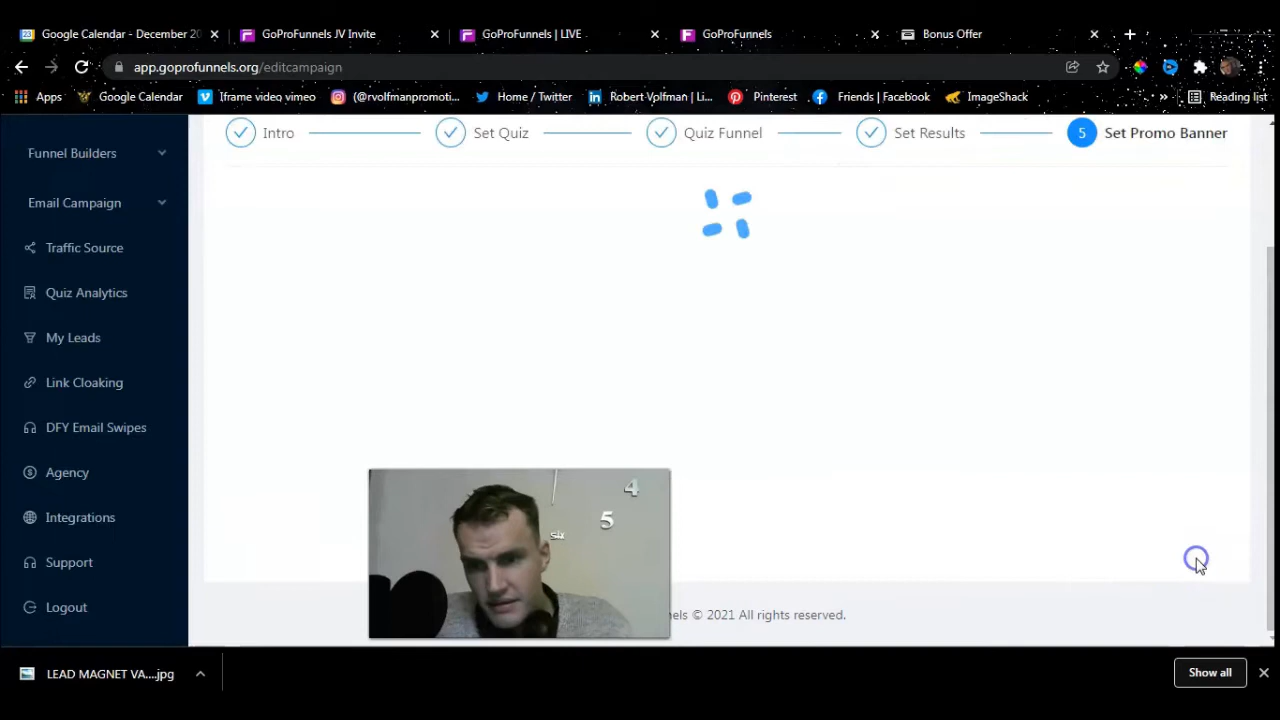 Google Calendar - December 20
GoProFunnels JV Invite
GoProFunnels | LIVE
GoProFunnels
Bonus Offer
app.goprofunnels.org/editcampaign
Apps
Google Calendar
Iframe video vimeo
(@rvolfmanpromoti...
Home / Twitter
Robert Volfman | Li...
Pinterest
Friends | Facebook
ImageShack
Reading list
Intro
Set Quiz
Quiz Funnel
Set Results
5 Set Promo Banner
Funnel Builders
Email Campaign
Traffic Source
Quiz Analytics
My Leads
Link Cloaking
DFY Email Swipes
Agency
Integrations
Support
Logout
4
5
six
nels © 2021 All rights reserved.
LEAD MAGNET VA....jpg
Show all